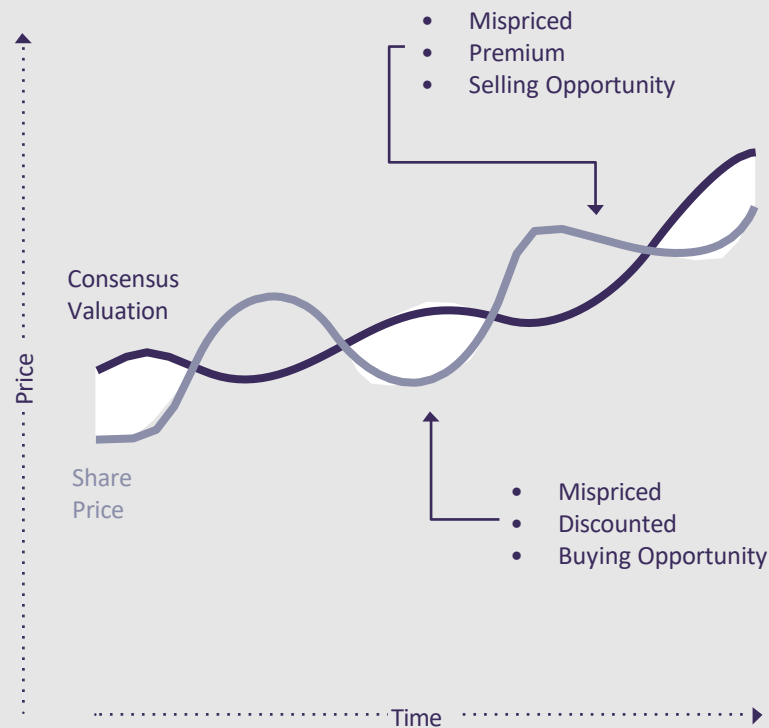 • Mispriced
• Premium
• Selling Opportunity
Consensus
Valuation
Price
Share
Price
• Mispriced
• Discounted
• Buying Opportunity
Time